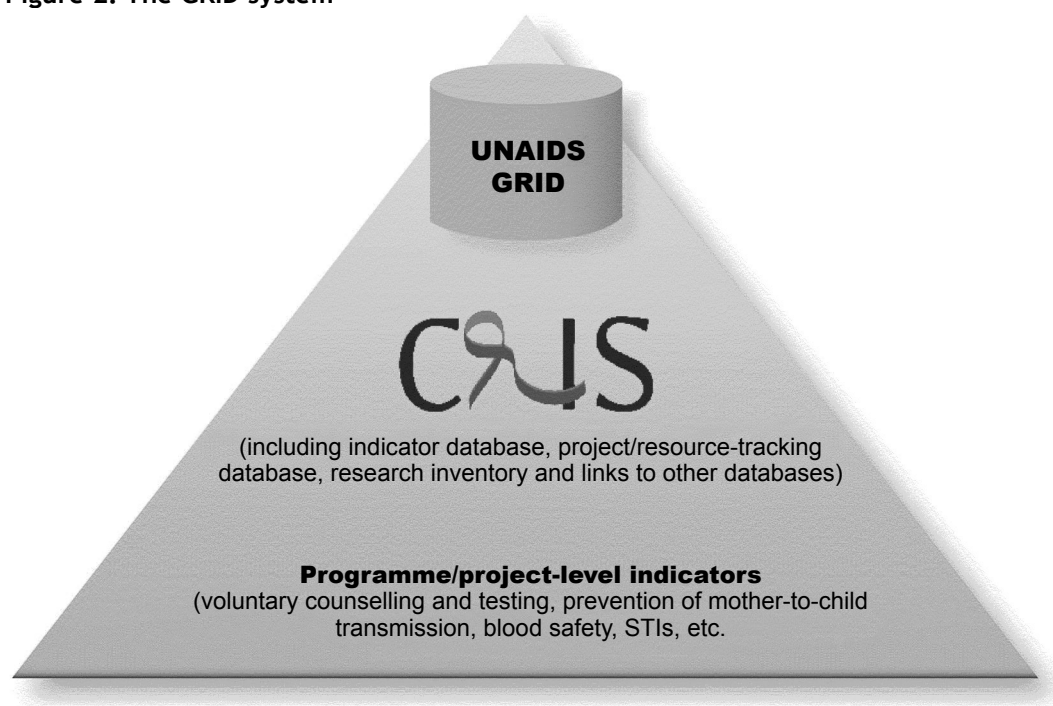 Figure 2. The GRID system
UNAIDS
GRID
CRIS
(including indicator database, project/resource-tracking
database, research inventory and links to other databases)
Programme/project-level indicators
(voluntary counselling and testing, prevention of mother-to-child
transmission, blood safety, STIs, etc.